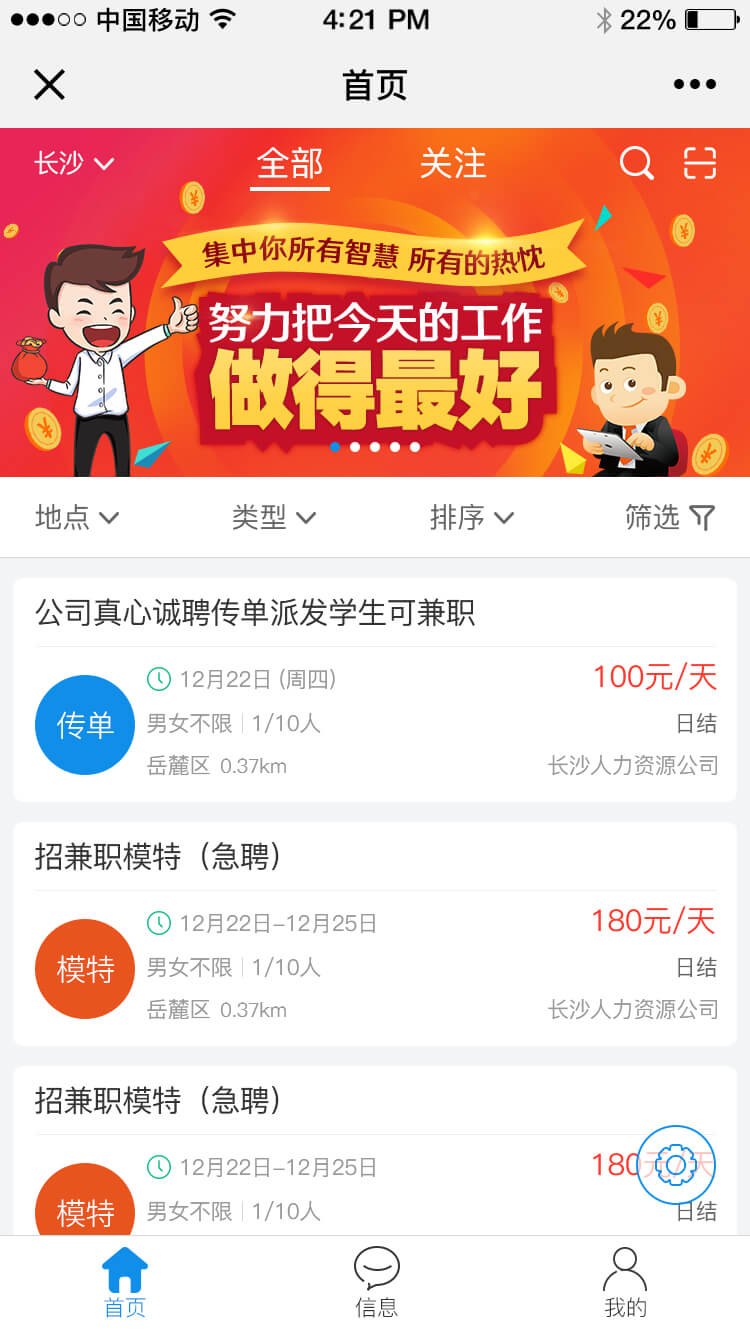 中国移动 4:21 PM 22%
首页
长沙 全部 关注
集中你所有智慧 所有的热忱
努力把今天的工作
做得最好
地点 类型 排序 筛选
公司真心诚聘传单派发学生可兼职
传单
12月22日 (周四) 100元/天
男女不限 1/10人 日结
岳麓区 0.37km 长沙人力资源公司
招兼职模特（急聘）
模特
12月22日-12月25日 180元/天
男女不限 1/10人 日结
岳麓区 0.37km 长沙人力资源公司
招兼职模特（急聘）
模特
12月22日-12月25日 180元/天
男女不限 1/10人 日结
首页 信息 我的